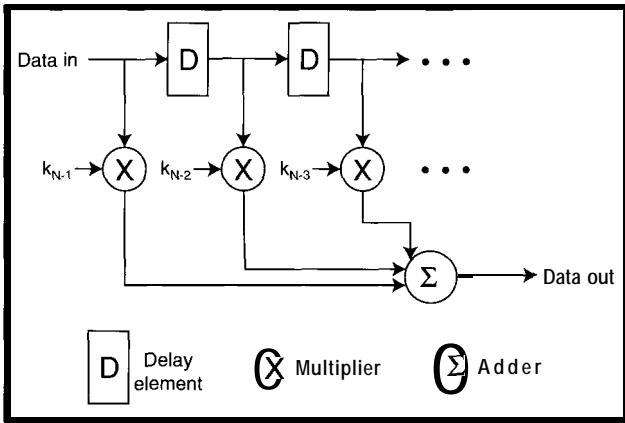 Data in
D
D
• • •
k_{N-1}
X
k_{N-2}
X
k_{N-3}
X
• • •
Σ
Data out
D
Delay
element
X
Multiplier
Σ
Adder